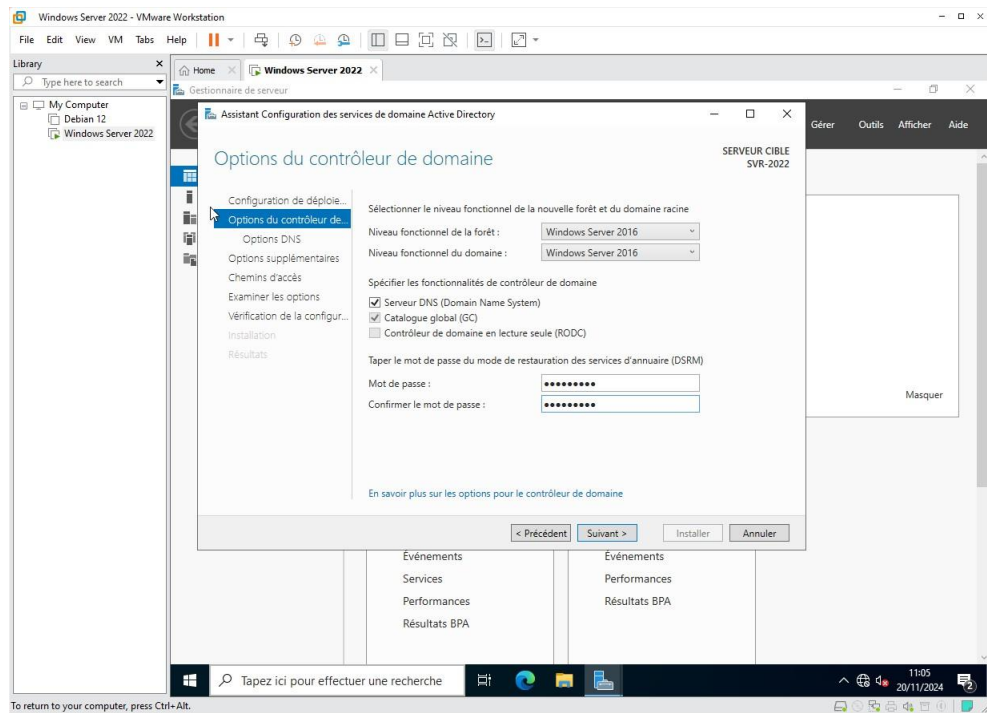 Windows Server 2022 - VMware Workstation
File Edit View VM Tabs Help
Library
Type here to search
My Computer
Debian 12
Windows Server 2022
Home
Windows Server 2022
Gestionnaire de serveur
Gérer Outils Afficher Aide
Assistant Configuration des services de domaine Active Directory
Options du contrôleur de domaine
SERVEUR CIBLE
SVR-2022
Configuration de déploie...
Options du contrôleur de...
Options DNS
Options supplémentaires
Chemins d'accès
Examiner les options
Vérification de la configur...
Installation
Résultats
Sélectionner le niveau fonctionnel de la nouvelle forêt et du domaine racine
Niveau fonctionnel de la forêt : Windows Server 2016
Niveau fonctionnel du domaine : Windows Server 2016
Spécifier les fonctionnalités de contrôleur de domaine
Serveur DNS (Domain Name System)
Catalogue global (GC)
Contrôleur de domaine en lecture seule (RODC)
Taper le mot de passe du mode de restauration des services d'annuaire (DSRM)
Mot de passe : •••••••••
Confirmer le mot de passe : •••••••••
En savoir plus sur les options pour le contrôleur de domaine
< Précédent Suivant > Installer Annuler
Masquer
Événements Événements
Services Performances
Performances Résultats BPA
Résultats BPA
Tapez ici pour effectuer une recherche
11:05
20/11/2024
2
To return to your computer, press Ctrl+Alt.